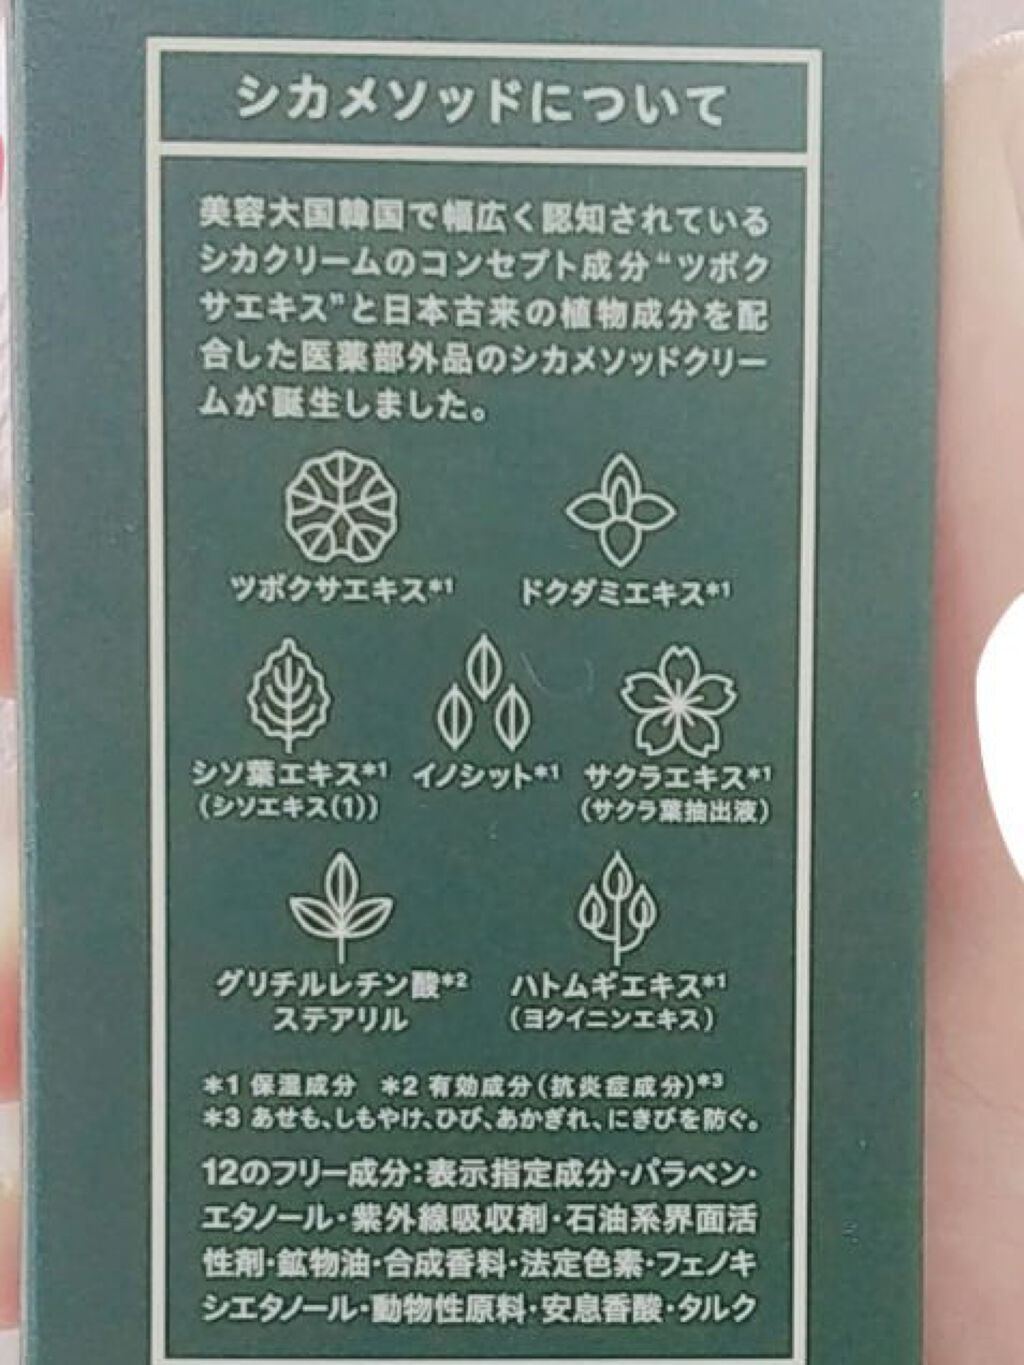 シカメソッドについて
美容大国韓国で幅広く認知されている
シカクリームのコンセプト成分“ツボク
サエキス”と日本古来の植物成分を配
合した医薬部外品のシカメソッドクリー
ムが誕生しました。
ツボクサエキス*1 ドクダミエキス*1
シソ葉エキス*1 イノシット*1 サクラエキス*1
(シソエキス(1)) (サクラ葉抽出液)
グリチルレチン酸*2 ハトムギエキス*1
ステアリル (ヨクイニンエキス)
*1 保湿成分 *2 有効成分(抗炎症成分)*3
*3 あせも、しもやけ、ひび、あかぎれ、にきびを防ぐ。
12のフリー成分:表示指定成分・パラベン・
エタノール・紫外線吸収剤・石油系界面活
性剤・鉱物油・合成香料・法定色素・フェノキ
シエタノール・動物性原料・安息香酸・タルク